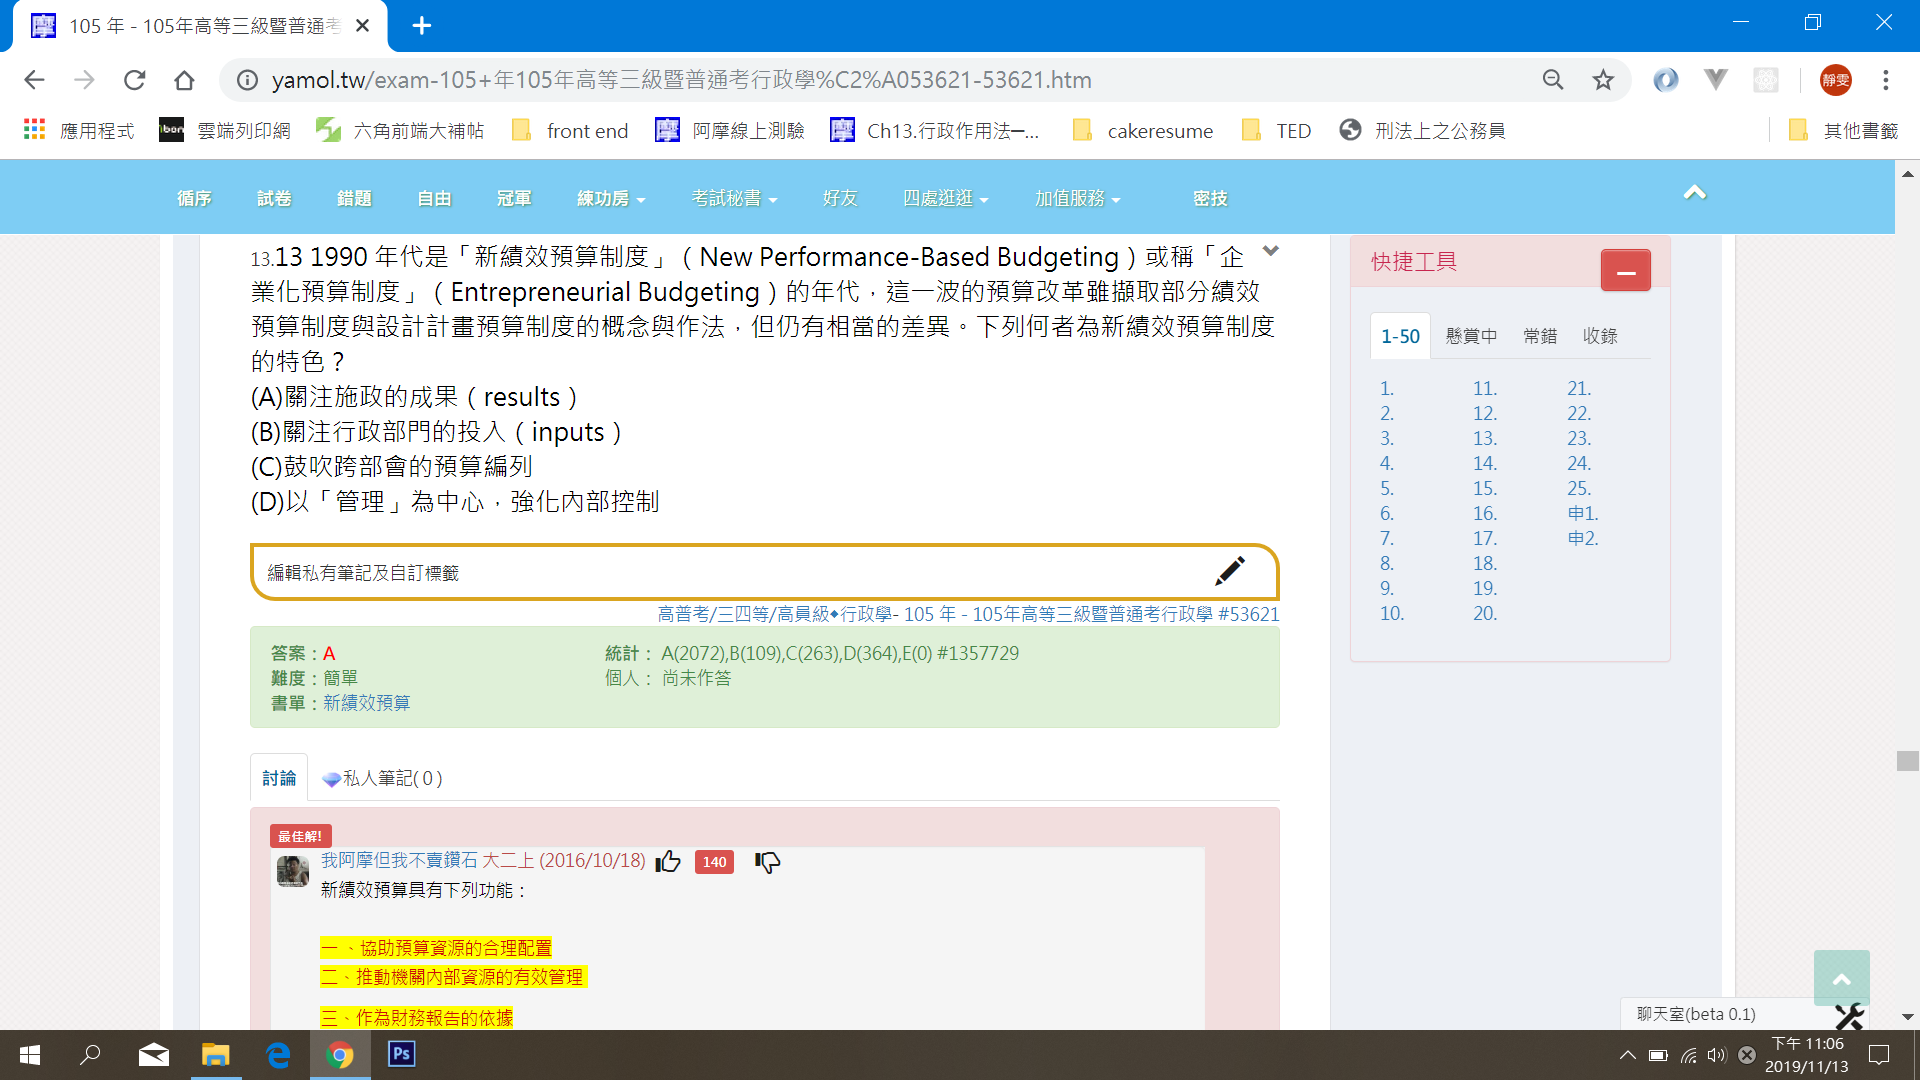 105 年 - 105年高等三級暨普通考
yamol.tw/exam-105+年105年高等三級暨普通考行政學%C2%A053621-53621.htm
靜雯
應用程式 ibon 雲端列印網 六角前端大補帖 front end 阿摩線上測驗 Ch13.行政作用法─... cakeresume TED 刑法上之公務員 其他書籤
循序 試卷 錯題 自由 冠軍 練功房 考試秘書 好友 四處逛逛 加值服務 密技
13.13 1990 年代是「新績效預算制度」（New Performance-Based Budgeting）或稱「企
業化預算制度」（Entrepreneurial Budgeting）的年代，這一波的預算改革雖擷取部分績效
預算制度與設計計畫預算制度的概念與作法，但仍有相當的差異。下列何者為新績效預算制度
的特色？
(A)關注施政的成果（results）
(B)關注行政部門的投入（inputs）
(C)鼓吹跨部會的預算編列
(D)以「管理」為中心，強化內部控制
編輯私有筆記及自訂標籤
高普考/三四等/高員級◆行政學- 105 年 - 105年高等三級暨普通考行政學 #53621
答案：A
統計： A(2072),B(109),C(263),D(364),E(0) #1357729
難度：簡單
個人： 尚未作答
書單：新績效預算
討論 私人筆記( 0 )
最佳解!
我阿摩但我不賣鑽石 大二上 (2016/10/18) 140
新績效預算具有下列功能：
一、協助預算資源的合理配置
二、推動機關內部資源的有效管理
三、作為財務報告的依據
快捷工具
1-50 懸賞中 常錯 收錄
1. 11. 21.
2. 12. 22.
3. 13. 23.
4. 14. 24.
5. 15. 25.
6. 16. 申1.
7. 17. 申2.
8. 18.
9. 19.
10. 20.
聊天室(beta 0.1)
Ps
下午 11:06
2019/11/13